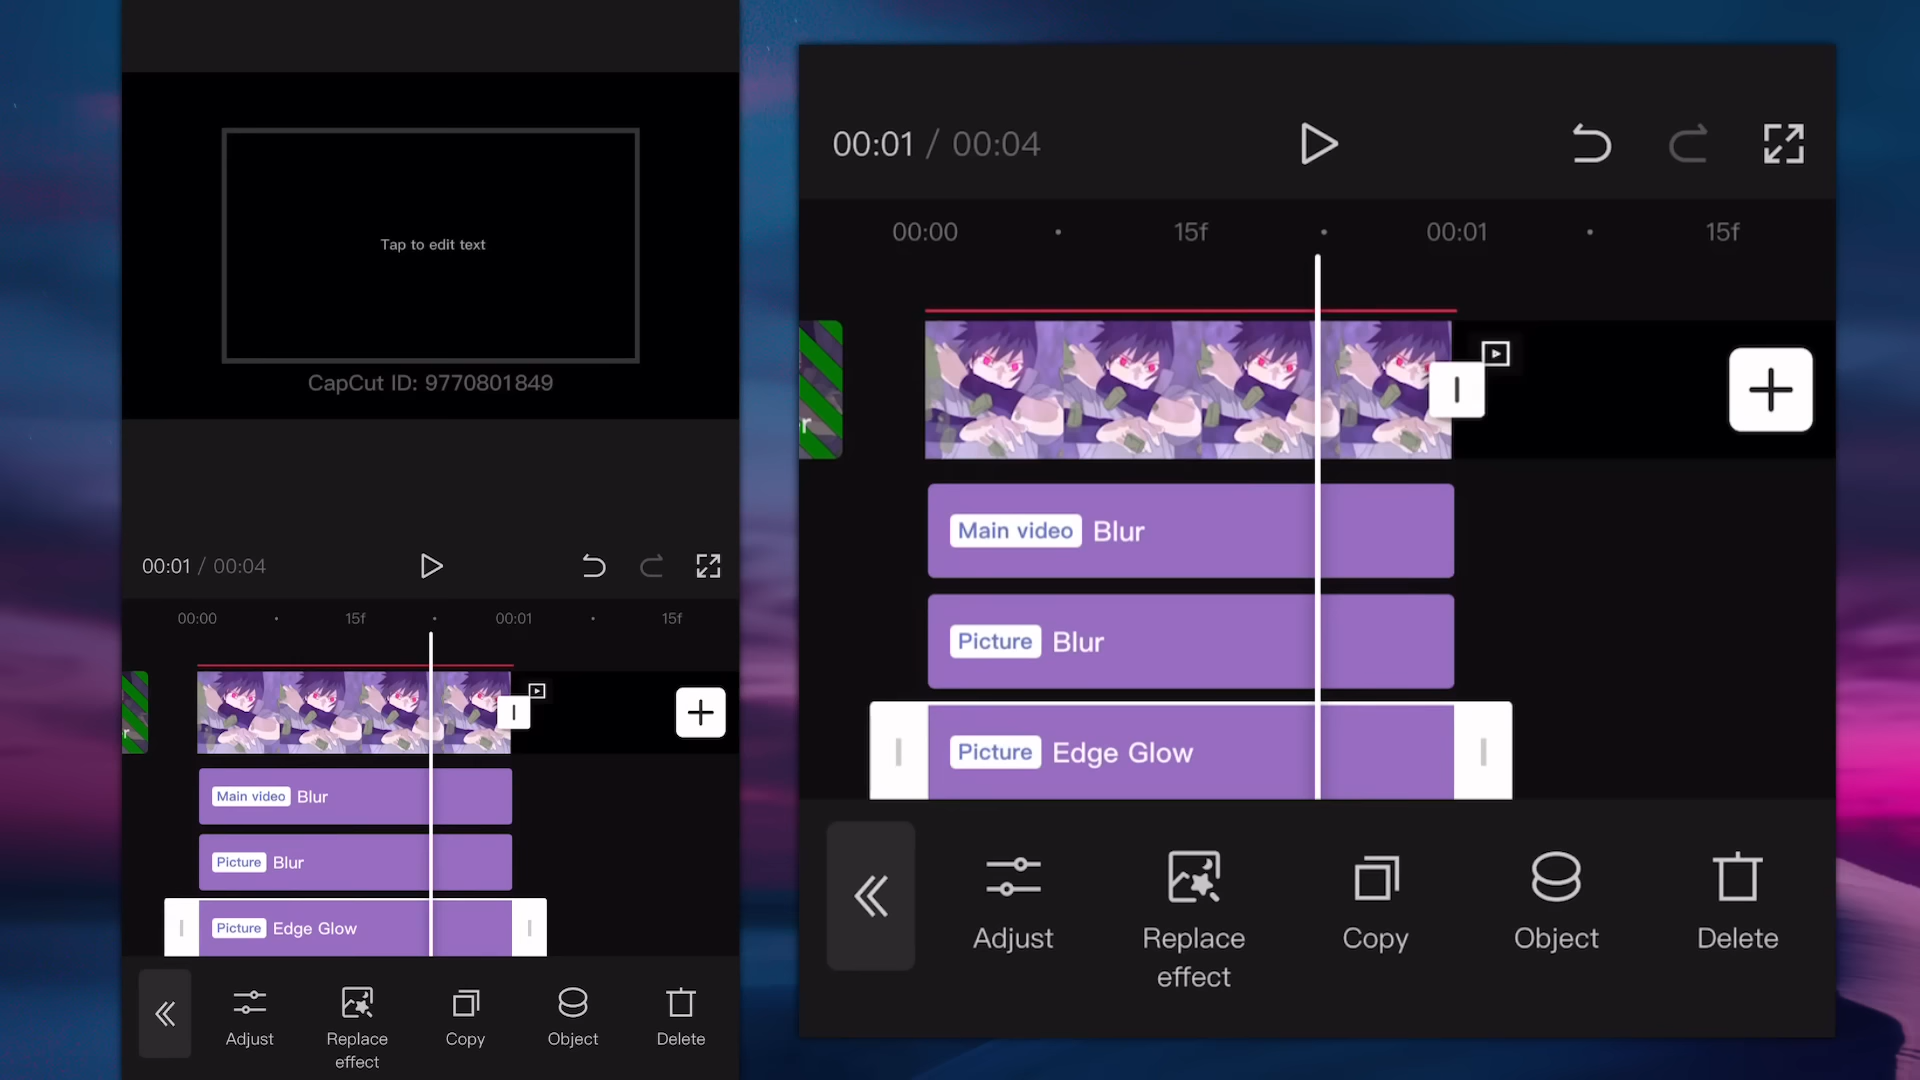 Tap to edit text
CapCut ID: 9770801849
00:01 / 00:04
00:00 15f 00:01 15f
r
Main video Blur
Picture Blur
Picture Edge Glow
Adjust
Replace effect
Copy
Object
Delete
00:01 / 00:04
00:00 15f 00:01 15f
r
Main video Blur
Picture Blur
Picture Edge Glow
Adjust
Replace effect
Copy
Object
Delete